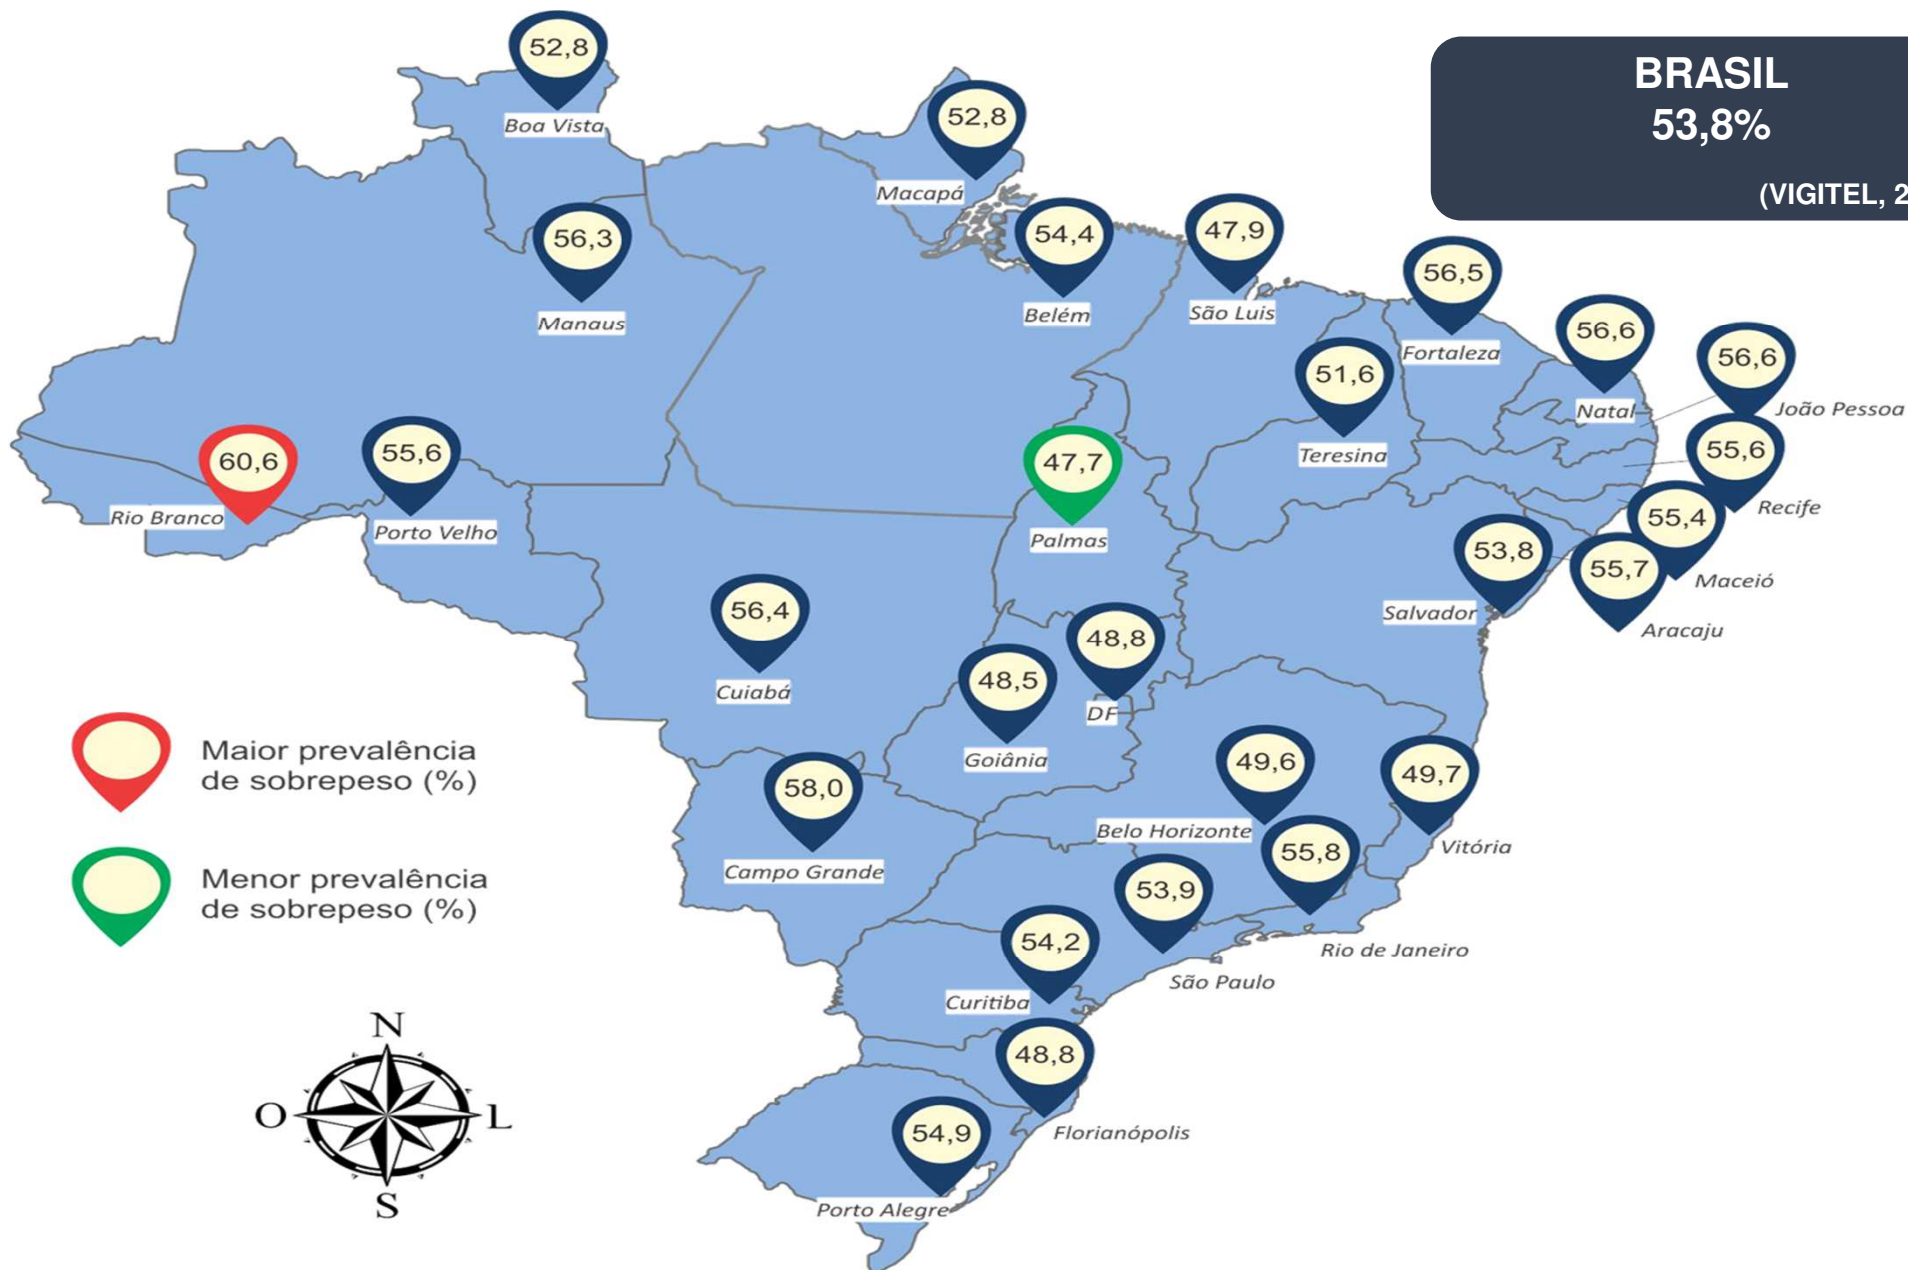 BRASIL
53,8%
(VIGITEL, 2
52,8
Boa Vista
52,8
Macapá
56,3
Manaus
54,4
Belém
47,9
São Luis
56,5
Fortaleza
56,6
Natal
56,6
João Pessoa
51,6
Teresina
55,6
Recife
60,6
Rio Branco
55,6
Porto Velho
47,7
Palmas
55,4
Maceió
53,8
Salvador
55,7
Aracaju
56,4
Cuiabá
48,8
DF
48,5
Goiânia
49,6
Belo Horizonte
49,7
Vitória
58,0
Campo Grande
55,8
Rio de Janeiro
53,9
São Paulo
54,2
Curitiba
48,8
Florianópolis
54,9
Porto Alegre
Maior prevalência
de sobrepeso (%)
Menor prevalência
de sobrepeso (%)
N
O
L
S